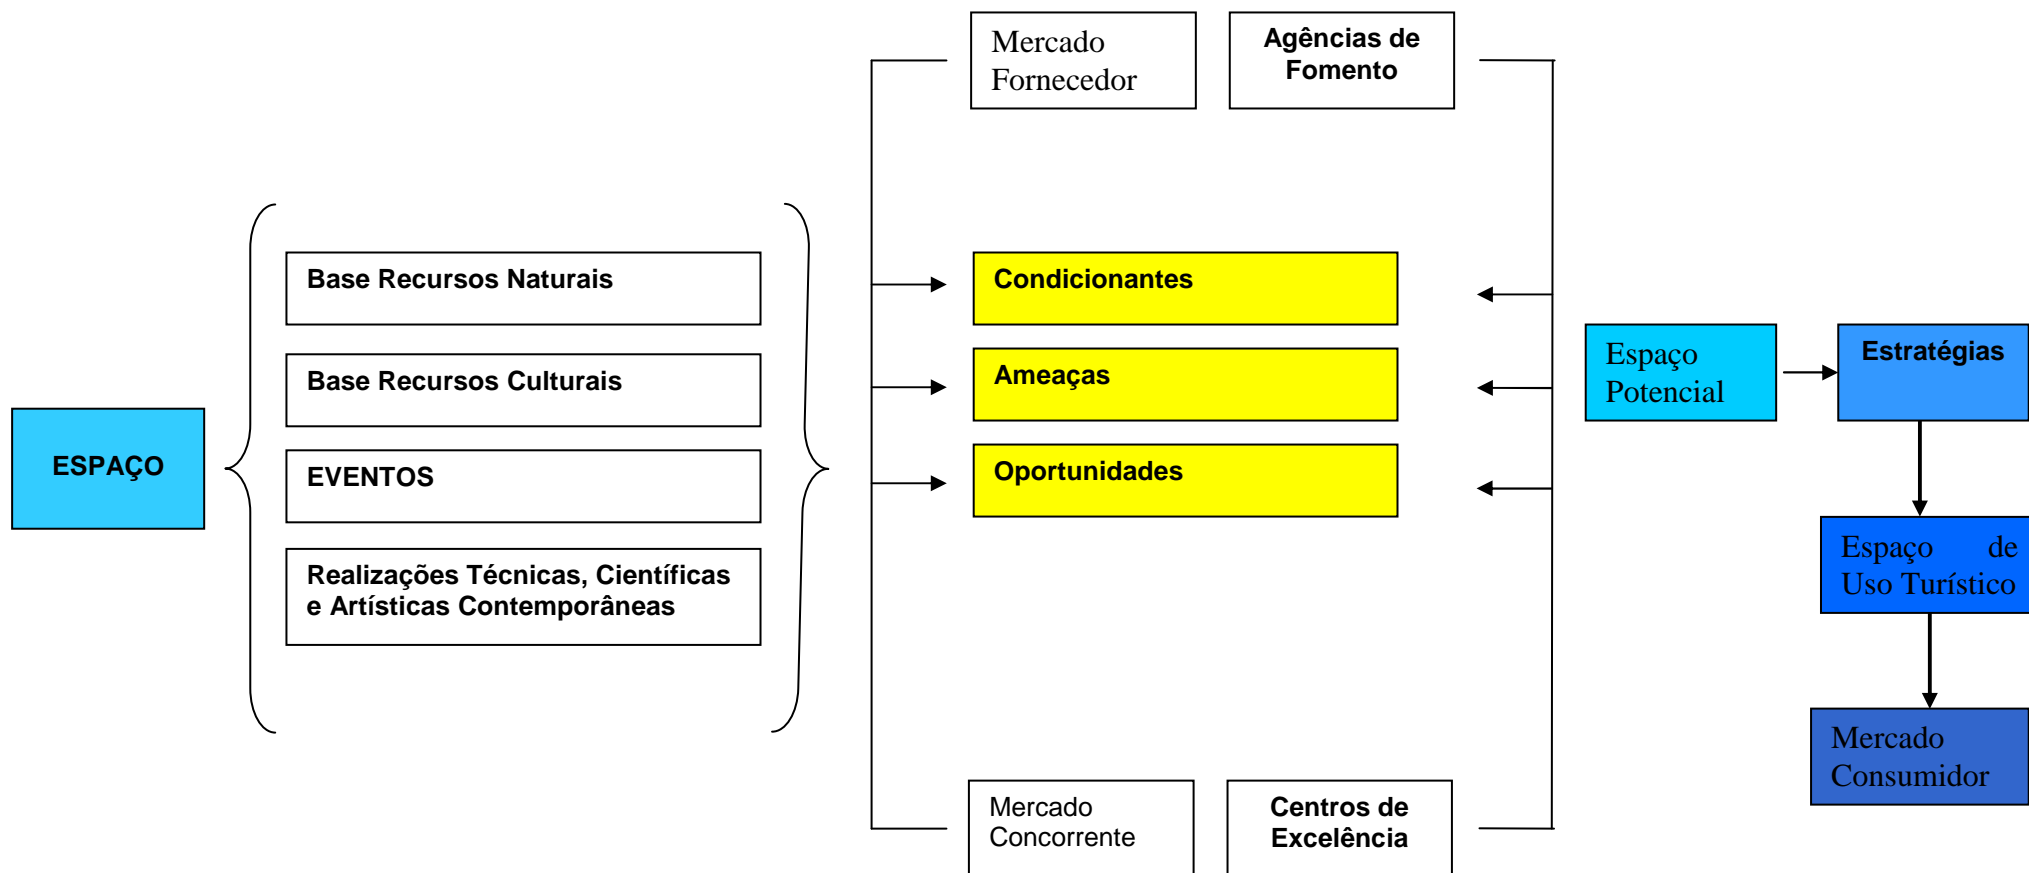 Mercado
Fornecedor
Agências de
Fomento
Base Recursos Naturais
Base Recursos Culturais
EVENTOS
Realizações Técnicas, Científicas
e Artísticas Contemporâneas
ESPAÇO
Condicionantes
Ameaças
Oportunidades
Espaço
Potencial
Estratégias
Espaço de
Uso Turístico
Mercado
Consumidor
Mercado
Concorrente
Centros de
Excelência